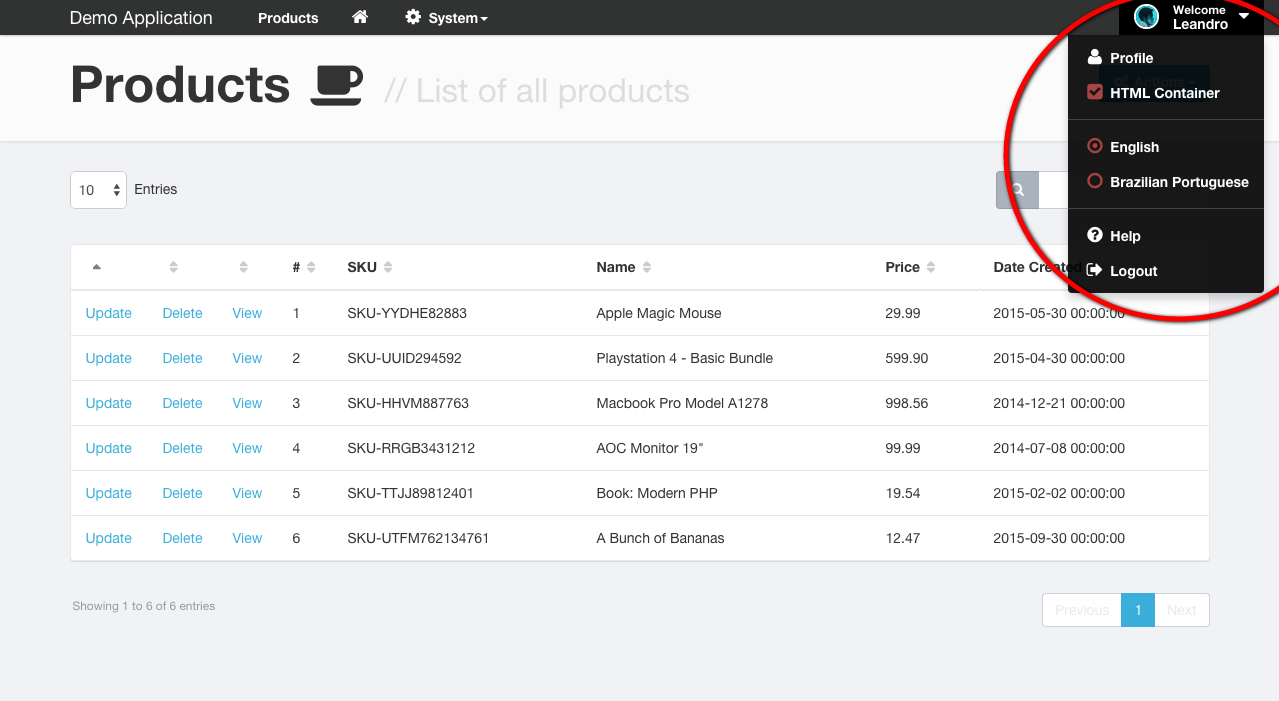 Demo Application Products System Welcome Leandro
Profile
HTML Container
English
Brazilian Portuguese
Help
Logout
Products // List of all products
Actions
10 Entries
# SKU Name Price Date Created
Update Delete View 1 SKU-YYDHE82883 Apple Magic Mouse 29.99 2015-05-30 00:00:00
Update Delete View 2 SKU-UUID294592 Playstation 4 - Basic Bundle 599.90 2015-04-30 00:00:00
Update Delete View 3 SKU-HHVM887763 Macbook Pro Model A1278 998.56 2014-12-21 00:00:00
Update Delete View 4 SKU-RRGB3431212 AOC Monitor 19" 99.99 2014-07-08 00:00:00
Update Delete View 5 SKU-TTJJ89812401 Book: Modern PHP 19.54 2015-02-02 00:00:00
Update Delete View 6 SKU-UTFM762134761 A Bunch of Bananas 12.47 2015-09-30 00:00:00
Showing 1 to 6 of 6 entries
Previous 1 Next